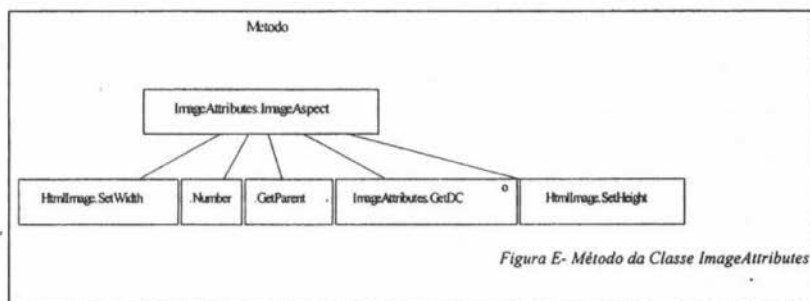 Metodo
ImageAttributes.ImageAspect
HtmlImage.SetWidth
.Number
.GetParent
ImageAttributes.GetDC
o
HtmlImage.SetHeight
Figura E- Método da Classe ImageAttributes